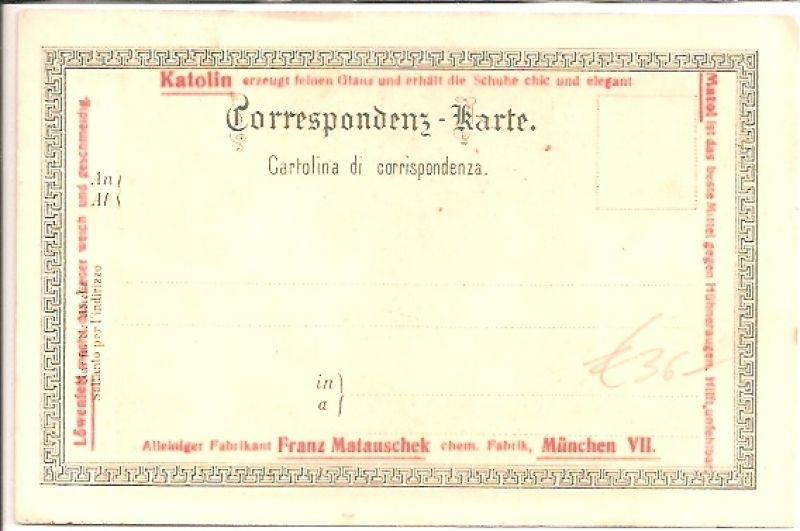 Katolin erzeugt feinen Glanz und erhält die Schuhe chic und elegant
Correspondenz-Karte.
Cartolina di corrispondenza.
An
Al
in
a
Alleiniger Fabrikant Franz Matauschek chem. Fabrik, München VII.
Löwenfett macht das Leder weich und geschmeidig.
Soltanto per l'indirizzo
Matol ist das beste Mittel gegen Hühneraugen. Hilft unfehlbar
€ 36-